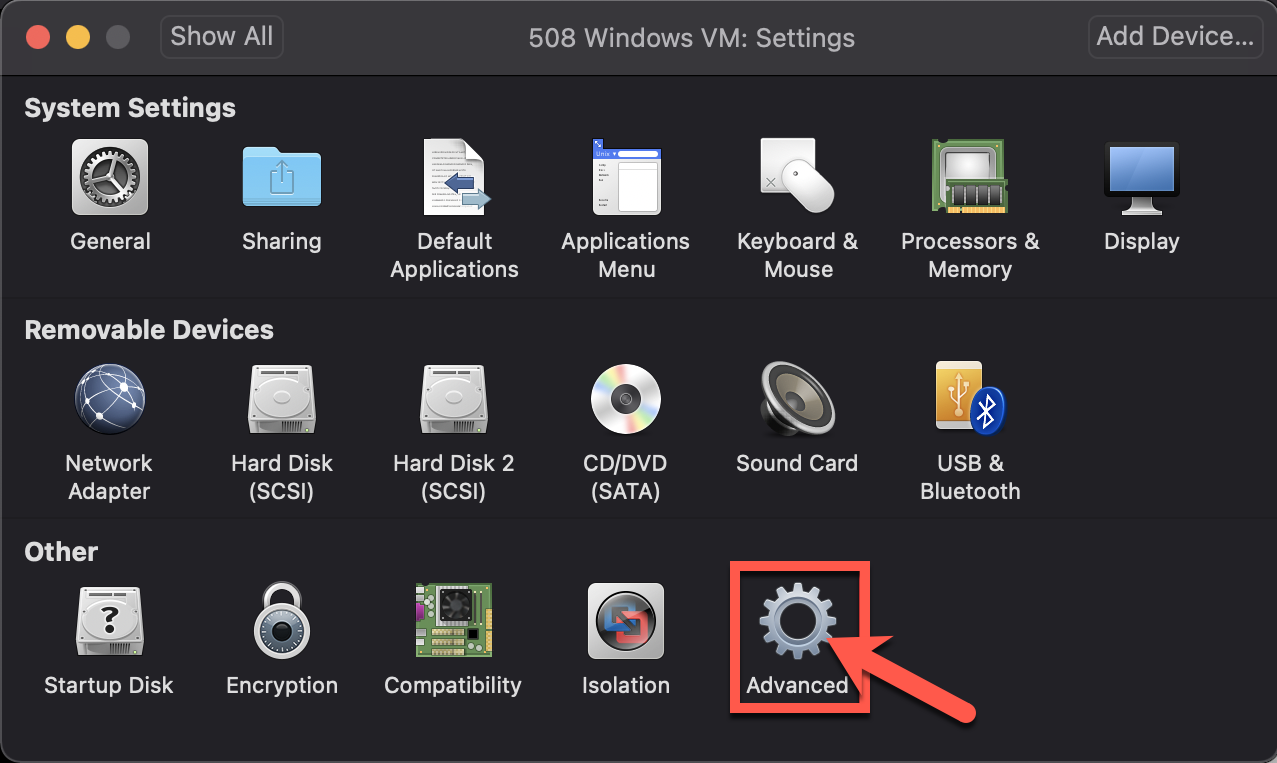 Show All
508 Windows VM: Settings
Add Device...
System Settings
General
Sharing
Default
Applications
Unix
Applications
Menu
Keyboard &
Mouse
Processors &
Memory
Display
Removable Devices
Network
Adapter
Hard Disk
(SCSI)
Hard Disk 2
(SCSI)
CD/DVD
(SATA)
Sound Card
USB &
Bluetooth
Other
?
Startup Disk
Encryption
Compatibility
Isolation
Advanced